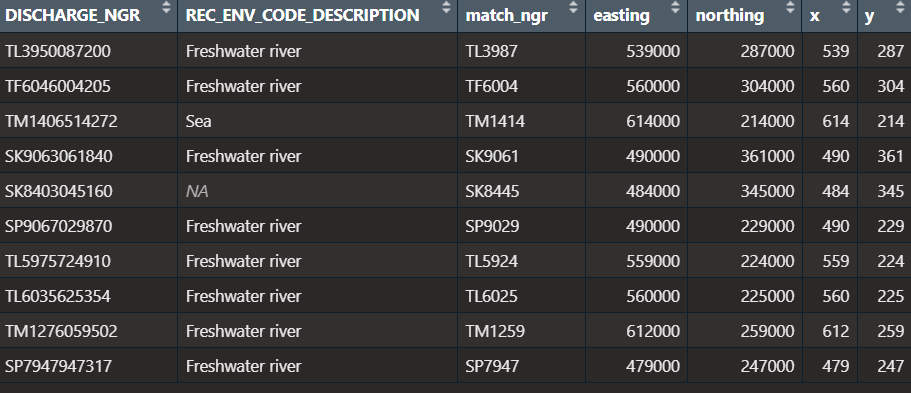 DISCHARGE_NGR REC_ENV_CODE_DESCRIPTION match_ngr easting northing x y
TL3950087200 Freshwater river TL3987 539000 287000 539 287
TF6046004205 Freshwater river TF6004 560000 304000 560 304
TM1406514272 Sea TM1414 614000 214000 614 214
SK9063061840 Freshwater river SK9061 490000 361000 490 361
SK8403045160 NA SK8445 484000 345000 484 345
SP9067029870 Freshwater river SP9029 490000 229000 490 229
TL5975724910 Freshwater river TL5924 559000 224000 559 224
TL6035625354 Freshwater river TL6025 560000 225000 560 225
TM1276059502 Freshwater river TM1259 612000 259000 612 259
SP7947947317 Freshwater river SP7947 479000 247000 479 247